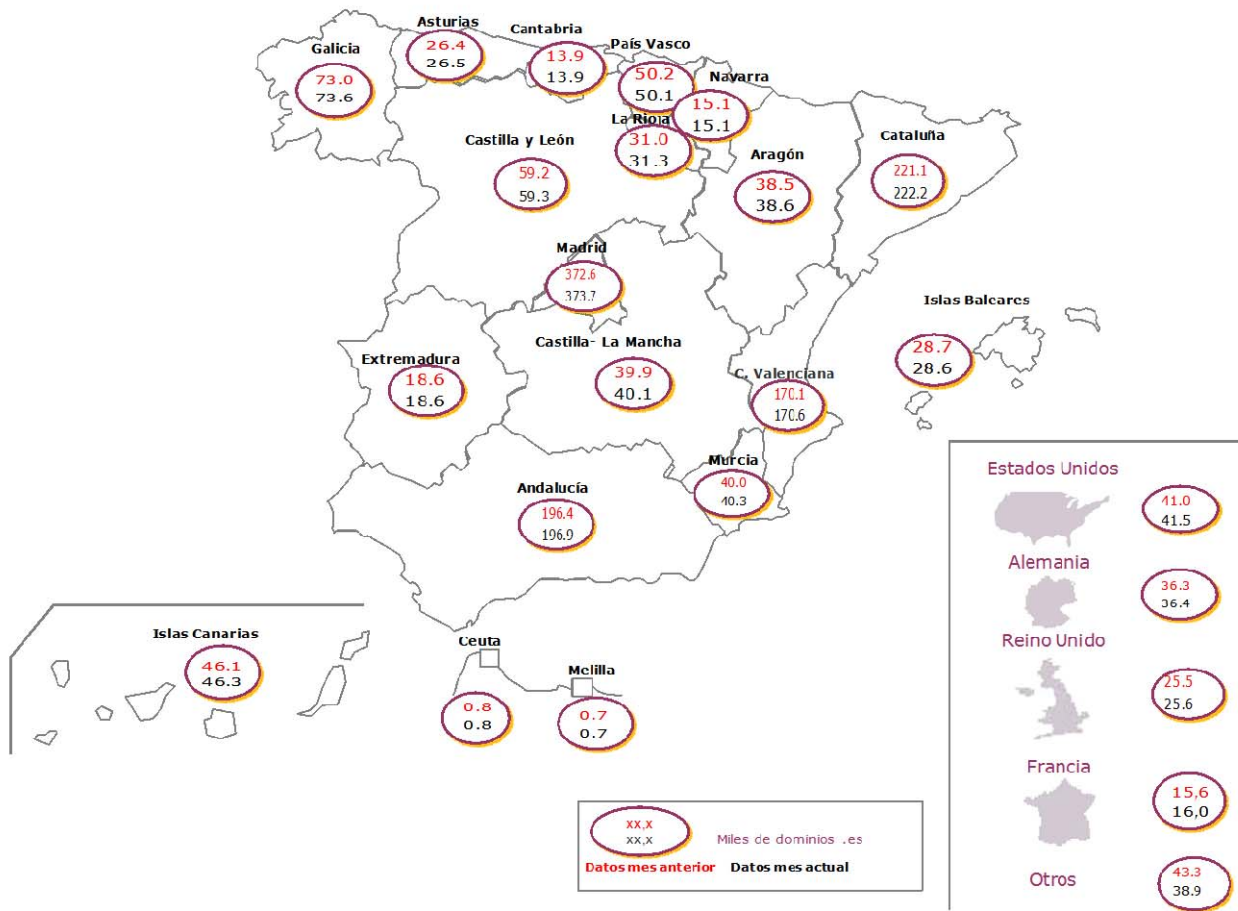 Asturias
26.4
26.5
Cantabria
13.9
13.9
Galicia
73.0
73.6
País Vasco
50.2
50.1
Navarra
15.1
15.1
La Rioja
31.0
31.3
Castilla y León
59.2
59.3
Aragón
38.5
38.6
Cataluña
221.1
222.2
Madrid
372.6
373.7
Islas Baleares
28.7
28.6
Extremadura
18.6
18.6
Castilla- La Mancha
39.9
40.1
C. Valenciana
170.1
170.6
Murcia
40.0
40.3
Andalucía
196.4
196.9
Islas Canarias
46.1
46.3
Ceuta
0.8
0.8
Melilla
0.7
0.7
Estados Unidos
41.0
41.5
Alemania
36.3
36.4
Reino Unido
25.5
25.6
Francia
15,6
16,0
Otros
43.3
38.9
xx,x
xx,x
Miles de dominios .es
Datos mes anterior Datos mes actual